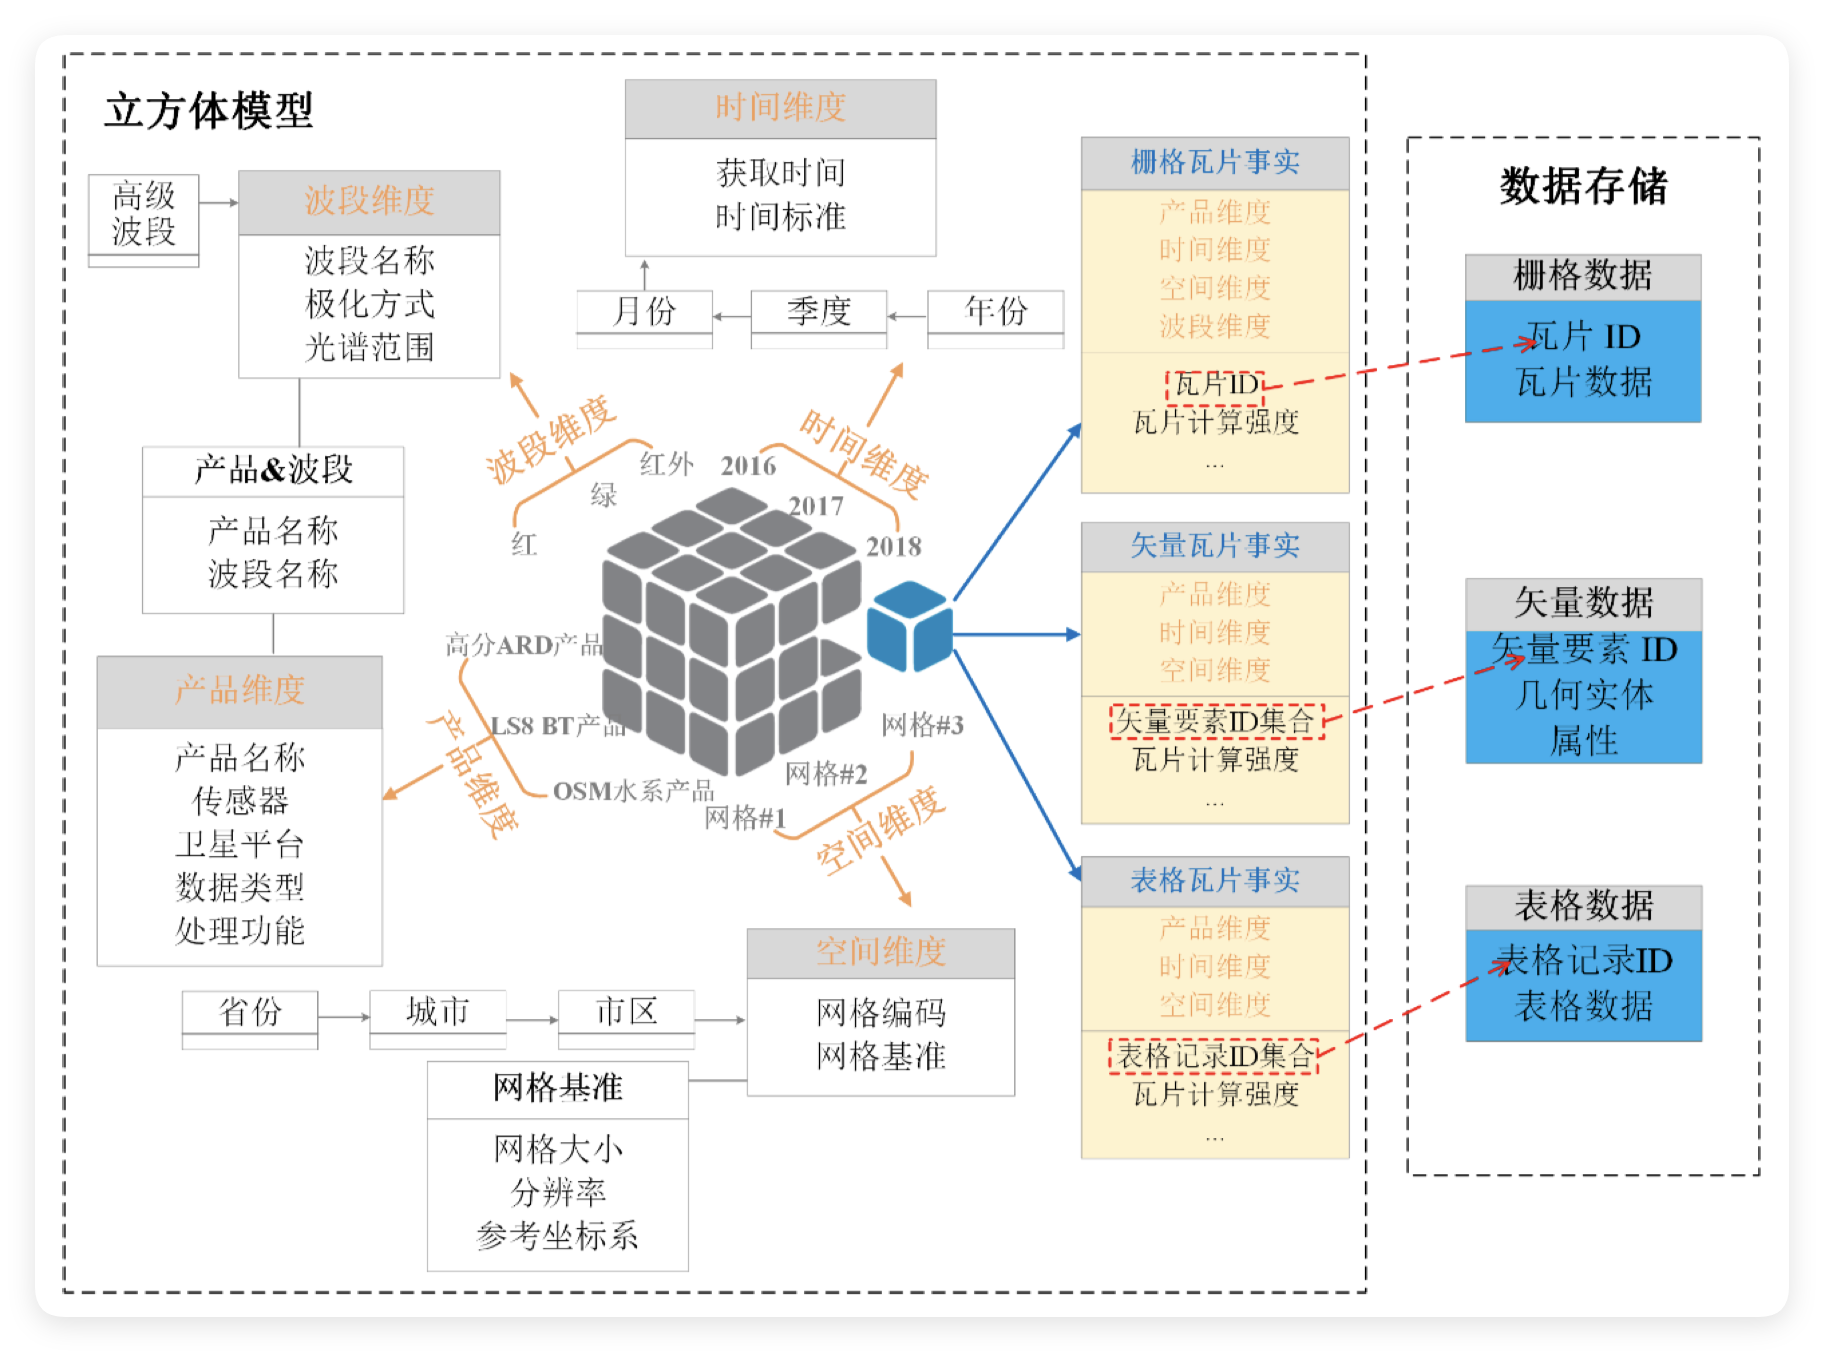 立方体模型
高级
波段
波段维度
波段名称
极化方式
光谱范围
时间维度
获取时间
时间标准
月份
季度
年份
产品&波段
产品名称
波段名称
产品维度
产品名称
传感器
卫星平台
数据类型
处理功能
波段维度
红
绿
红外
时间维度
2016
2017
2018
产品维度
高分ARD产品
LS8 BT产品
OSM水系产品
空间维度
网格#1
网格#2
网格#3
省份
城市
市区
空间维度
网格编码
网格基准
网格基准
网格大小
分辨率
参考坐标系
栅格瓦片事实
产品维度
时间维度
空间维度
波段维度
瓦片ID
瓦片计算强度
...
矢量瓦片事实
产品维度
时间维度
空间维度
矢量要素ID集合
瓦片计算强度
...
表格瓦片事实
产品维度
时间维度
空间维度
表格记录ID集合
瓦片计算强度
...
数据存储
栅格数据
瓦片 ID
瓦片数据
矢量数据
矢量要素 ID
几何实体
属性
表格数据
表格记录ID
表格数据